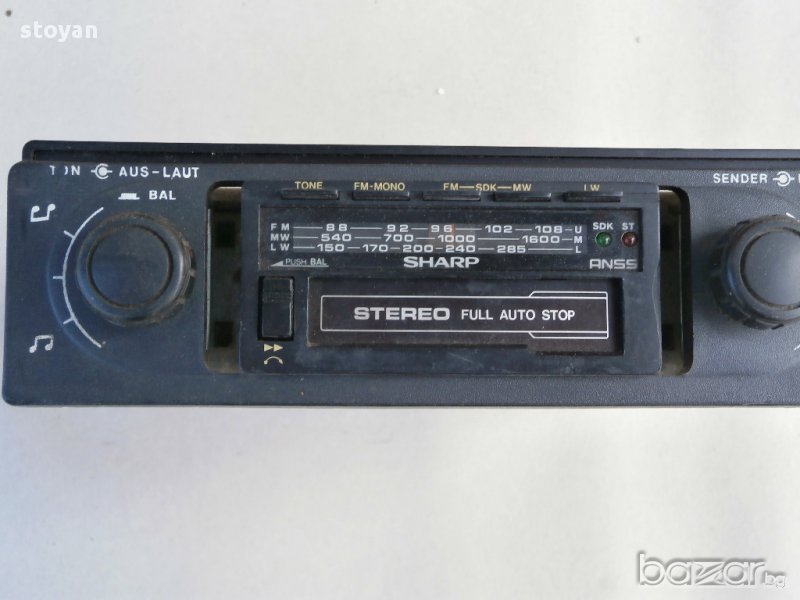 stoyan
TON AUS-LAUT
BAL
SENDER
TONE FM-MONO FM-SDK-MW LW
FM 88 92 96 102 108 U
MW 540 700 1000 1600 M
LW 150 170 200 240 285 L
SDK ST
PUSH BAL SHARP ANSS
STEREO FULL AUTO STOP
bazar.bg